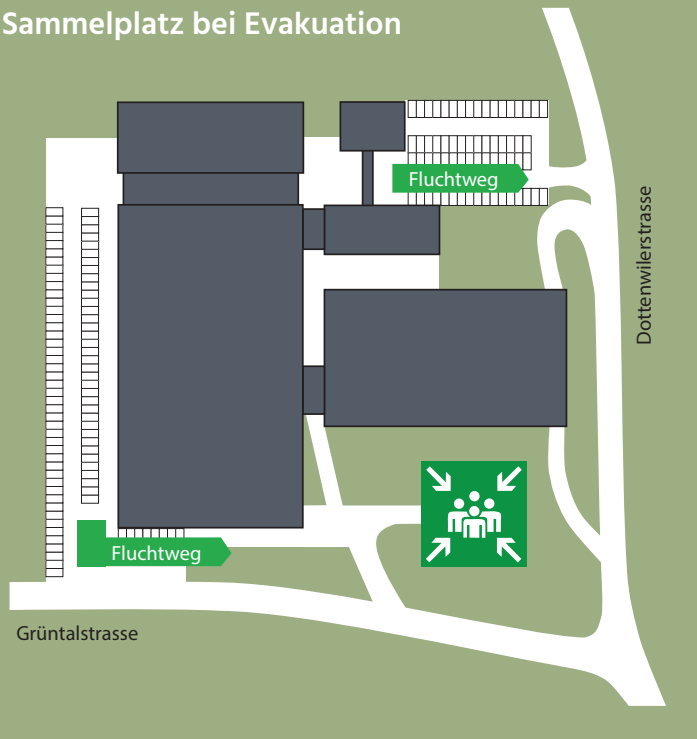 Sammelplatz bei Evakuation
Fluchtweg
Dottenwilerstrasse
Fluchtweg
Grüntalstrasse